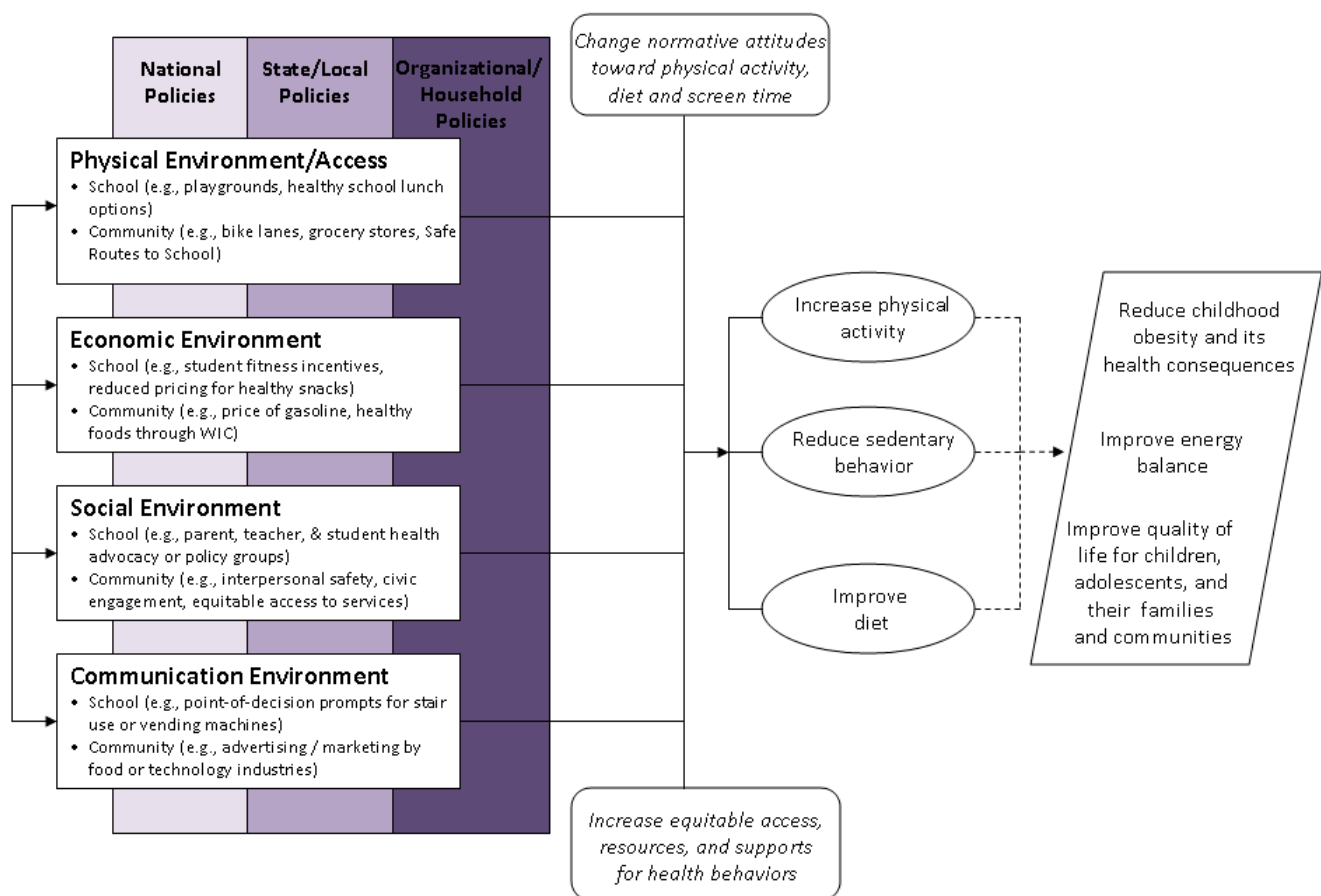 National
Policies
State/Local
Policies
Organizational/
Household
Policies
Physical Environment/Access
• School (e.g., playgrounds, healthy school lunch
options)
• Community (e.g., bike lanes, grocery stores, Safe
Routes to School)
Economic Environment
• School (e.g., student fitness incentives,
reduced pricing for healthy snacks)
• Community (e.g., price of gasoline, healthy
foods through WIC)
Social Environment
• School (e.g., parent, teacher, & student health
advocacy or policy groups)
• Community (e.g., interpersonal safety, civic
engagement, equitable access to services)
Communication Environment
• School (e.g., point-of-decision prompts for stair
use or vending machines)
• Community (e.g., advertising / marketing by
food or technology industries)
Change normative attitudes
toward physical activity,
diet and screen time
Increase equitable access,
resources, and supports
for health behaviors
Increase physical
activity
Reduce sedentary
behavior
Improve
diet
Reduce childhood
obesity and its
health consequences
Improve energy
balance
Improve quality of
life for children,
adolescents, and
their families
and communities